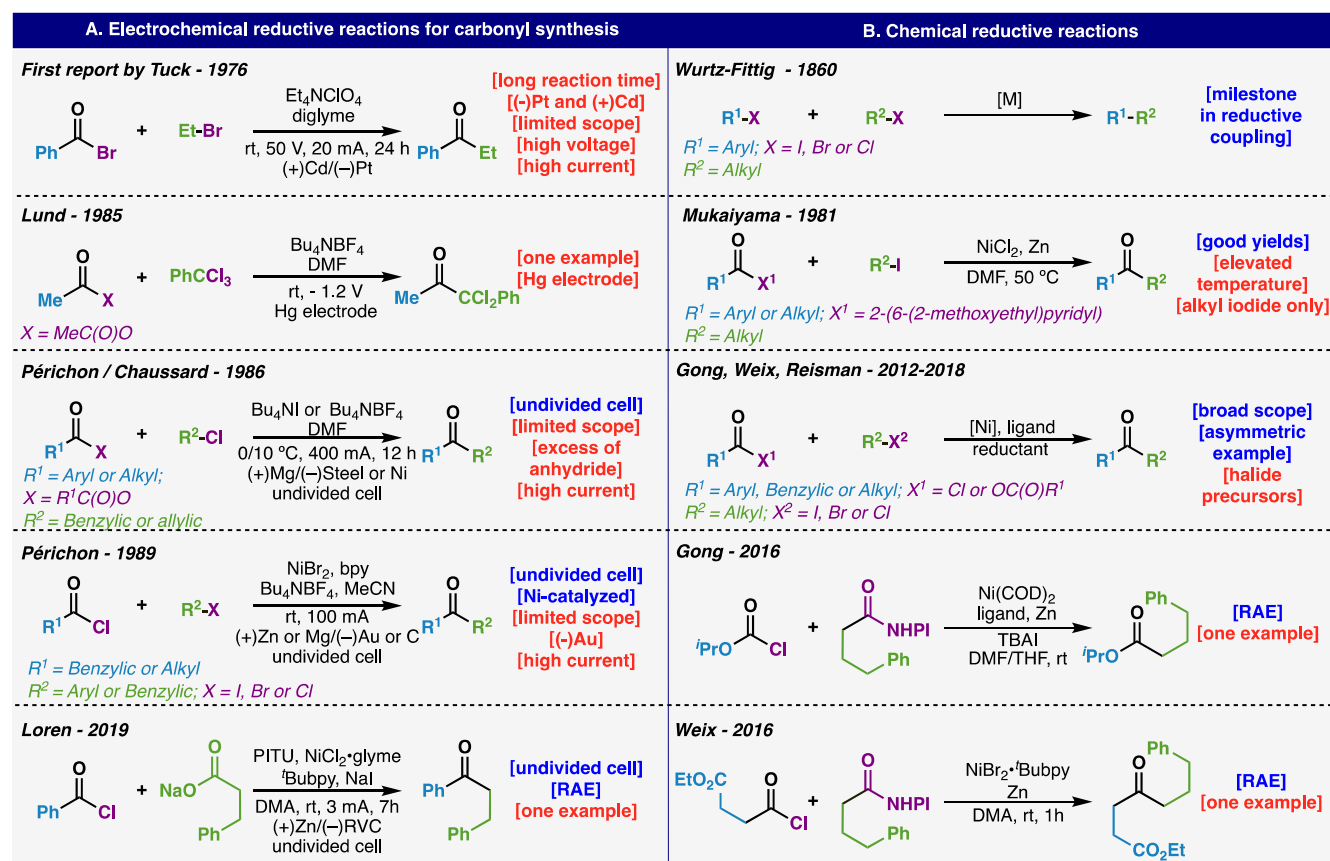 A. Electrochemical reductive reactions for carbonyl synthesis
First report by Tuck - 1976
O
Ph
Br
+
Et-Br
Et4NClO4
diglyme
rt, 50 V, 20 mA, 24 h
(+)Cd/(–)Pt
O
Ph
Et
[long reaction time]
[(-)Pt and (+)Cd]
[limited scope]
[high voltage]
[high current]
Lund - 1985
O
Me
X
+
PhCCl3
Bu4NBF4
DMF
rt, - 1.2 V
Hg electrode
O
Me
CCl2Ph
X = MeC(O)O
[one example]
[Hg electrode]
Périchon / Chaussard - 1986
O
R1
X
+
R2-Cl
Bu4NI or Bu4NBF4
DMF
0/10 ºC, 400 mA, 12 h
(+)Mg/(–)Steel or Ni
undivided cell
O
R1
R2
R1 = Aryl or Alkyl;
X = R1C(O)O
R2 = Benzylic or allylic
[undivided cell]
[limited scope]
[excess of
anhydride]
[high current]
Périchon - 1989
O
R1
Cl
+
R2-X
NiBr2, bpy
Bu4NBF4, MeCN
rt, 100 mA
(+)Zn or Mg/(–)Au or C
undivided cell
O
R1
R2
R1 = Benzylic or Alkyl
R2 = Aryl or Benzylic; X = I, Br or Cl
[undivided cell]
[Ni-catalyzed]
[limited scope]
[(-)Au]
[high current]
Loren - 2019
O
Ph
Cl
+
O
NaO
Ph
PITU, NiCl2•glyme
tBubpy, NaI
DMA, rt, 3 mA, 7h
(+)Zn/(–)RVC
undivided cell
O
Ph
Ph
[undivided cell]
[RAE]
[one example]
B. Chemical reductive reactions
Wurtz-Fittig - 1860
R1-X
+
R2-X
[M]
R1-R2
R1 = Aryl; X = I, Br or Cl
R2 = Alkyl
[milestone
in reductive
coupling]
Mukaiyama - 1981
O
R1
X1
+
R2-I
NiCl2, Zn
DMF, 50 ºC
O
R1
R2
R1 = Aryl or Alkyl; X1 = 2-(6-(2-methoxyethyl)pyridyl)
R2 = Alkyl
[good yields]
[elevated
temperature]
[alkyl iodide only]
Gong, Weix, Reisman - 2012-2018
O
R1
X1
+
R2-X2
[Ni], ligand
reductant
O
R1
R2
R1 = Aryl, Benzylic or Alkyl; X1 = Cl or OC(O)R1
R2 = Alkyl; X2 = I, Br or Cl
[broad scope]
[asymmetric
example]
[halide
precursors]
Gong - 2016
O
iPrO
Cl
+
O
NHPI
Ph
Ni(COD)2
ligand, Zn
TBAI
DMF/THF, rt
Ph
O
iPrO
[RAE]
[one example]
Weix - 2016
EtO
O
O
Cl
+
O
NHPI
Ph
NiBr2•tBubpy
Zn
DMA, rt, 1h
Ph
O
CO2Et
[RAE]
[one example]